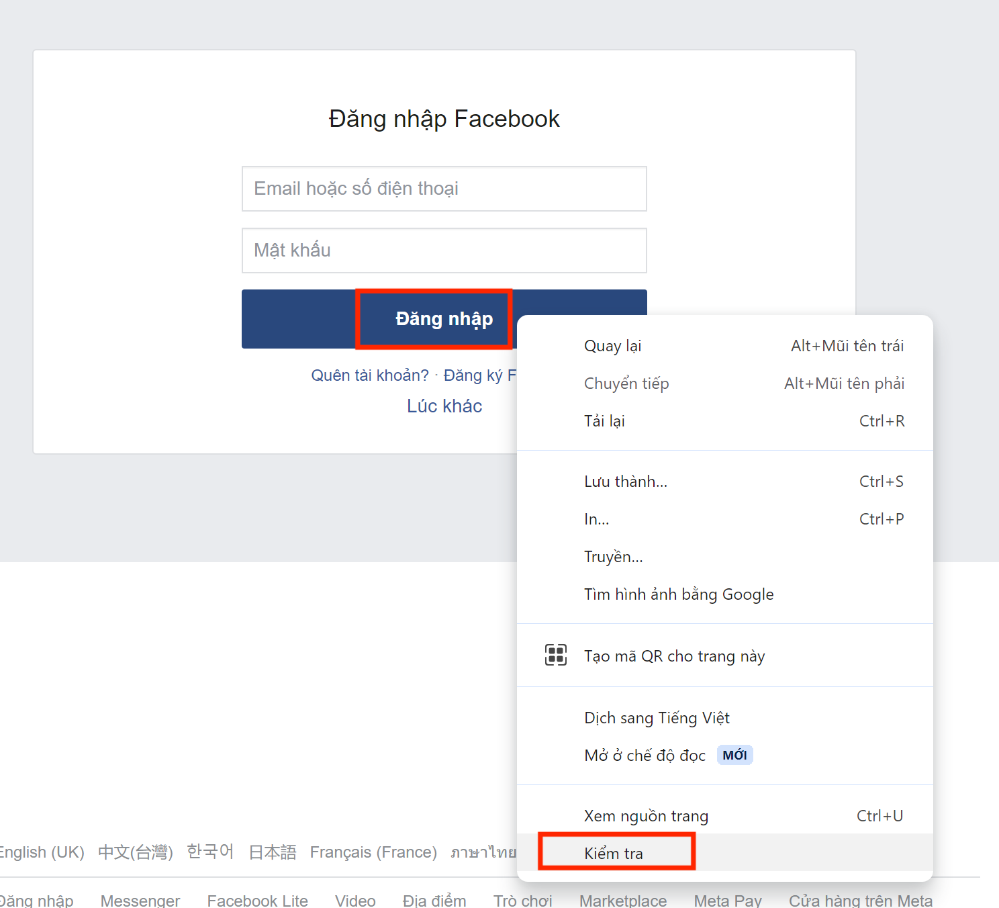 Đăng nhập Facebook
Email hoặc số điện thoại
Mật khẩu
Đăng nhập
Quên tài khoản? · Đăng ký F
Lúc khác
Quay lại Alt+Mũi tên trái
Chuyển tiếp Alt+Mũi tên phải
Tải lại Ctrl+R
Lưu thành... Ctrl+S
In... Ctrl+P
Truyền...
Tìm hình ảnh bằng Google
Tạo mã QR cho trang này
Dịch sang Tiếng Việt
Mở ở chế độ đọc MỚI
Xem nguồn trang Ctrl+U
Kiểm tra
English (UK) 中文(台灣) 한국어 日本語 Français (France) ภาษาไทย
Đăng nhập Messenger Facebook Lite Video Địa điểm Trò chơi Marketplace Meta Pay Cửa hàng trên Meta